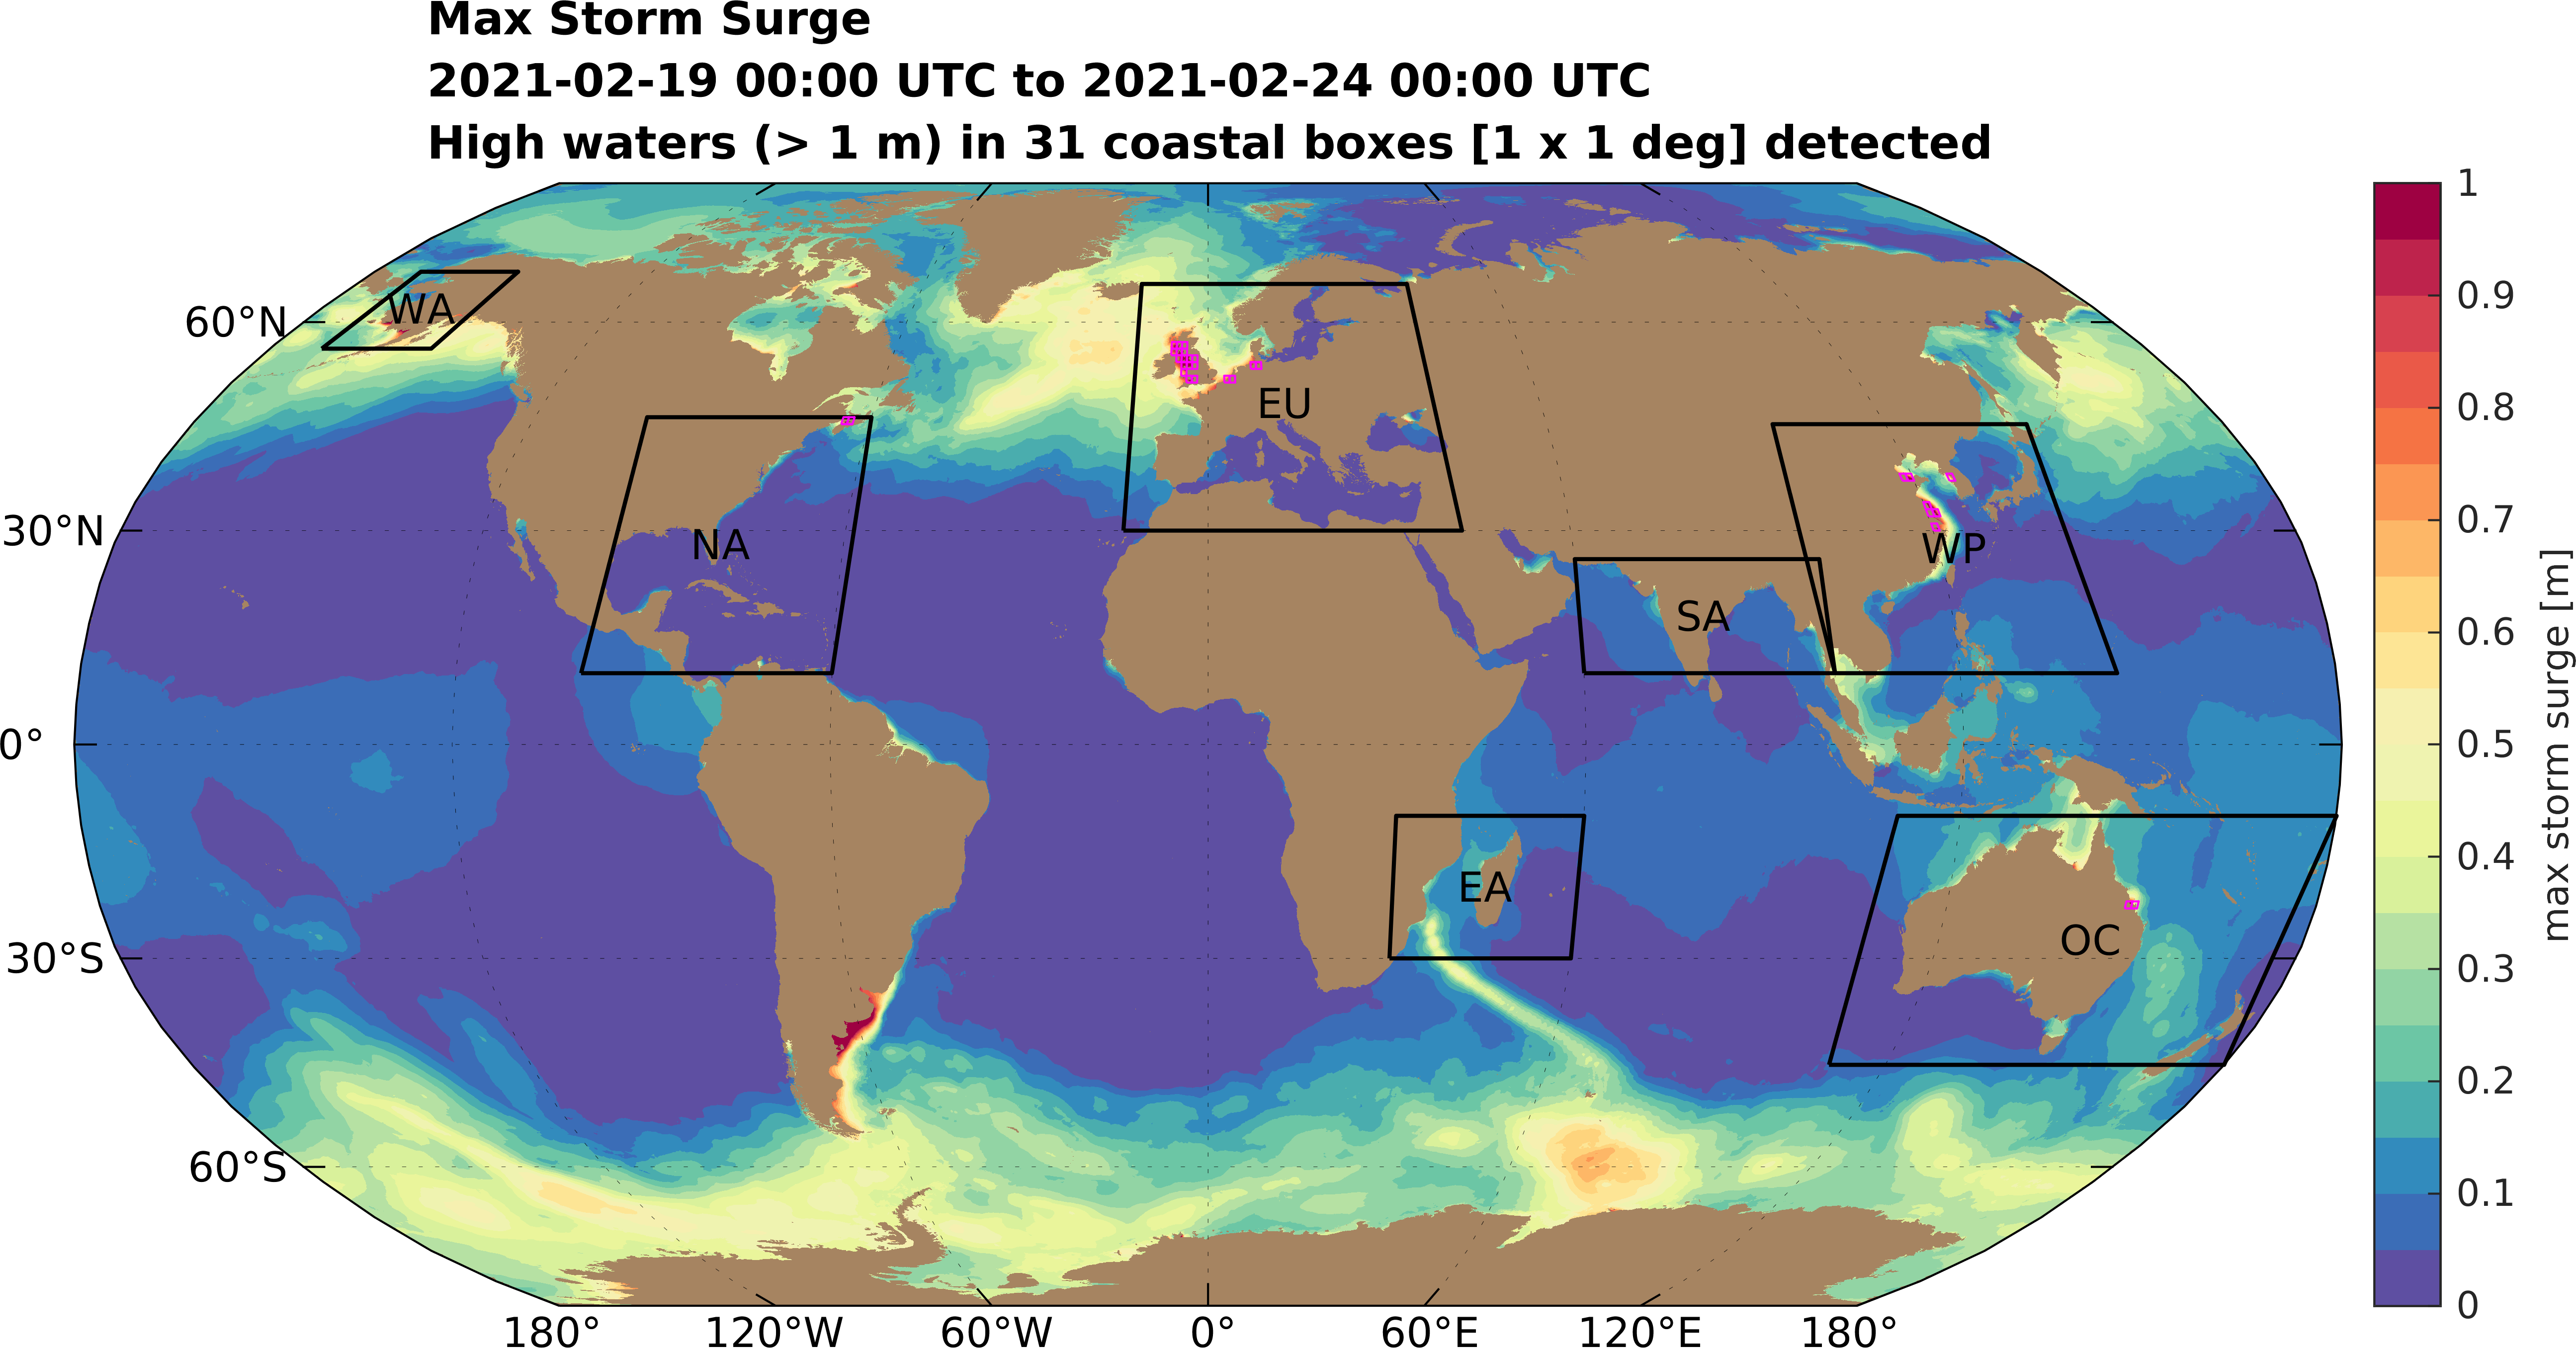 Max Storm Surge
2021-02-19 00:00 UTC to 2021-02-24 00:00 UTC
High waters (> 1 m) in 31 coastal boxes [1 x 1 deg] detected
WA
60°N
EU
NA
30°N
WP
SA
0°
EA
OC
30°S
60°S
180°
120°W
60°W
0°
60°E
120°E
180°
1
0.9
0.8
0.7
0.6
0.5
0.4
0.3
0.2
0.1
0
max storm surge [m]